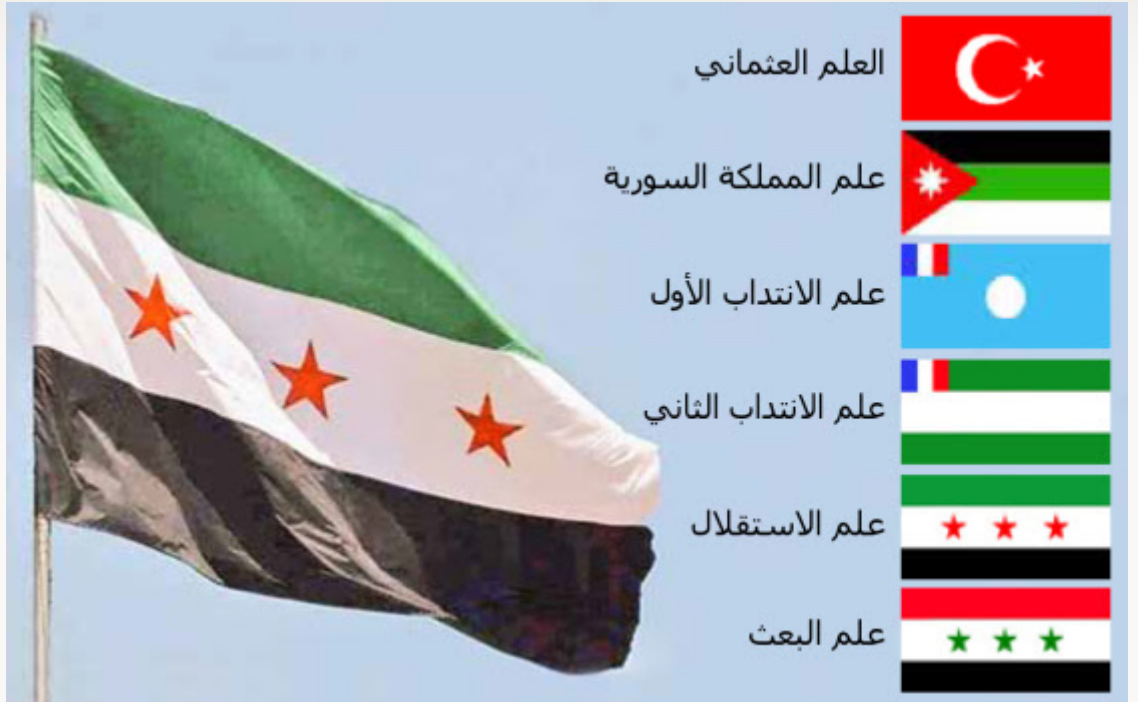 العلم العثماني
علم المملكة السورية
علم الانتداب الأول
علم الانتداب الثاني
علم الاستقلال
علم البعث